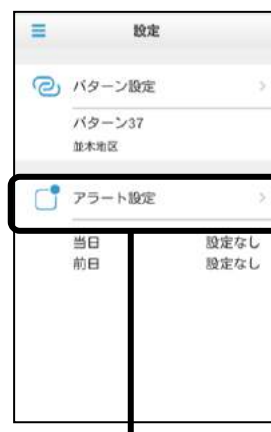 設定
パターン設定
パターン37
並木地区
アラート設定
当日 設定なし
前日 設定なし